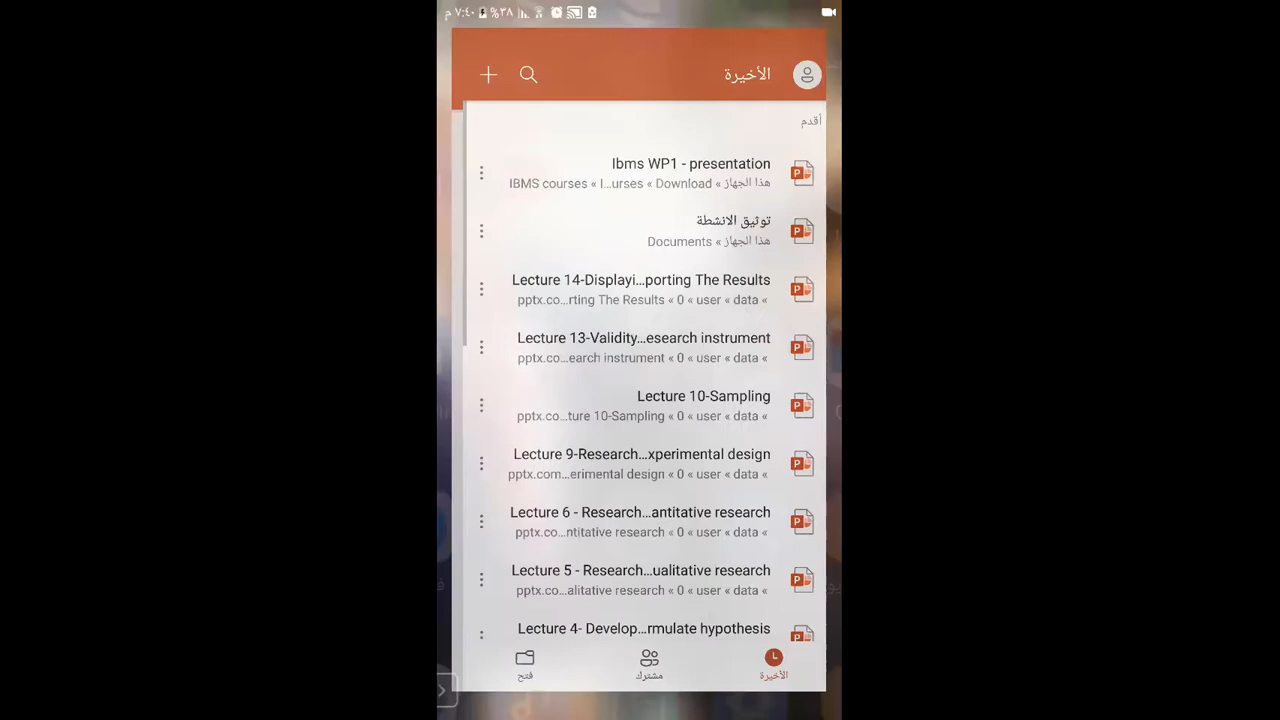 ٧:٤٠ م
%٣٨
الأخيرة
أقدم
Ibms WP1 - presentation
هذا الجهاز » IBMS courses « I...urses « Download
توثيق الانشطة
هذا الجهاز » Documents
Lecture 14-Displayi...porting The Results
pptx.co...rting The Results « 0 « user « data «
Lecture 13-Validity...esearch instrument
pptx.co...earch instrument « 0 « user « data «
Lecture 10-Sampling
pptx.co...ture 10-Sampling « 0 « user « data «
Lecture 9-Research...xperimental design
pptx.com...erimental design « 0 « user « data «
Lecture 6 - Research...antitative research
pptx.co...ntitative research « 0 « user « data «
Lecture 5 - Research...ualitative research
pptx.co...alitative research « 0 « user « data «
Lecture 4- Develop...rmulate hypothesis
الأخيرة
مشترك
فتح